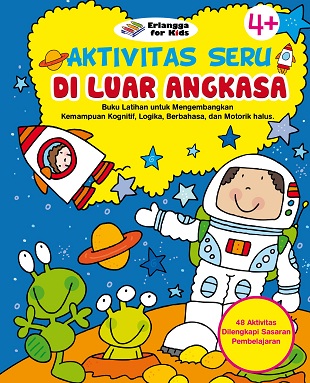 Erlangga
for Kids
4+
AKTIVITAS SERU
DI LUAR ANGKASA
Buku Latihan untuk Mengembangkan
Kemampuan Kognitif, Logika, Berbahasa, dan Motorik halus.
48 Aktivitas
Dilengkapi Sasaran
Pembelajaran